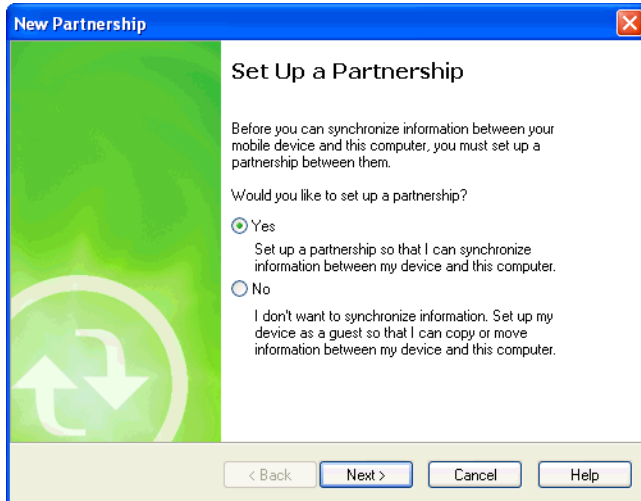 New Partnership
Set Up a Partnership
Before you can synchronize information between your
mobile device and this computer, you must set up a
partnership between them.
Would you like to set up a partnership?
Yes
Set up a partnership so that I can synchronize
information between my device and this computer.
No
I don't want to synchronize information. Set up my
device as a guest so that I can copy or move
information between my device and this computer.
< Back Next > Cancel Help